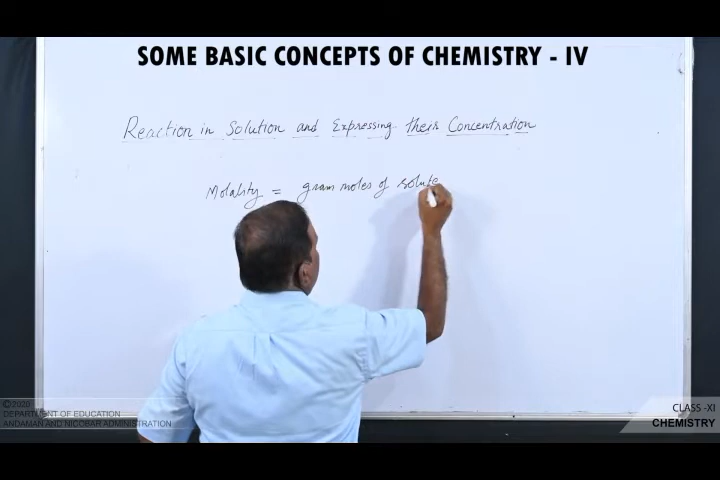 SOME BASIC CONCEPTS OF CHEMISTRY - IV
Reaction in Solution and Expressing their Concentration
Molality = gram moles of solute
©2020
DEPARTMENT OF EDUCATION
ANDAMAN AND NICOBAR ADMINISTRATION
CLASS -XI
CHEMISTRY